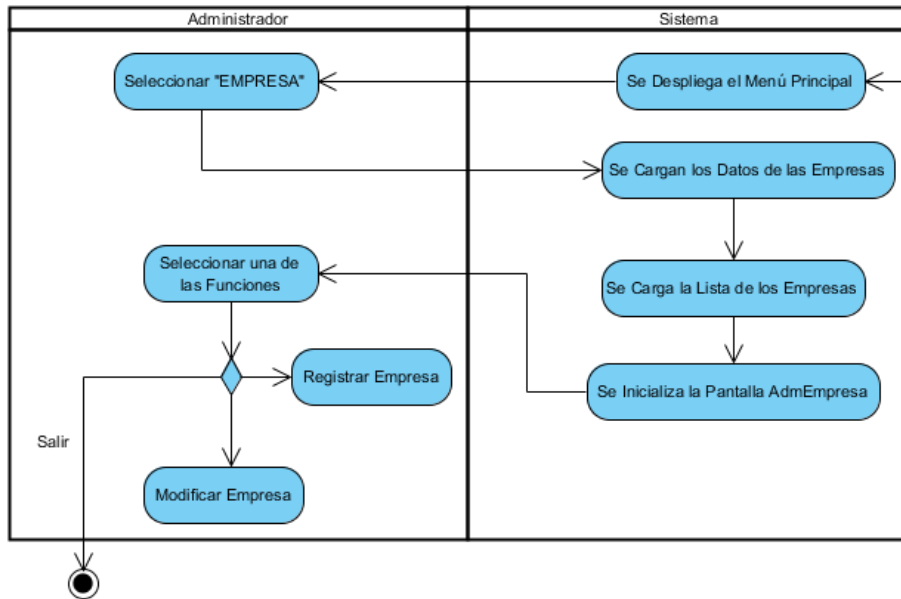 Administrador
Sistema
Seleccionar "EMPRESA"
Se Despliega el Menú Principal
Se Cargan los Datos de las Empresas
Seleccionar una de
las Funciones
Se Carga la Lista de los Empresas
Registrar Empresa
Se Inicializa la Pantalla AdmEmpresa
Salir
Modificar Empresa